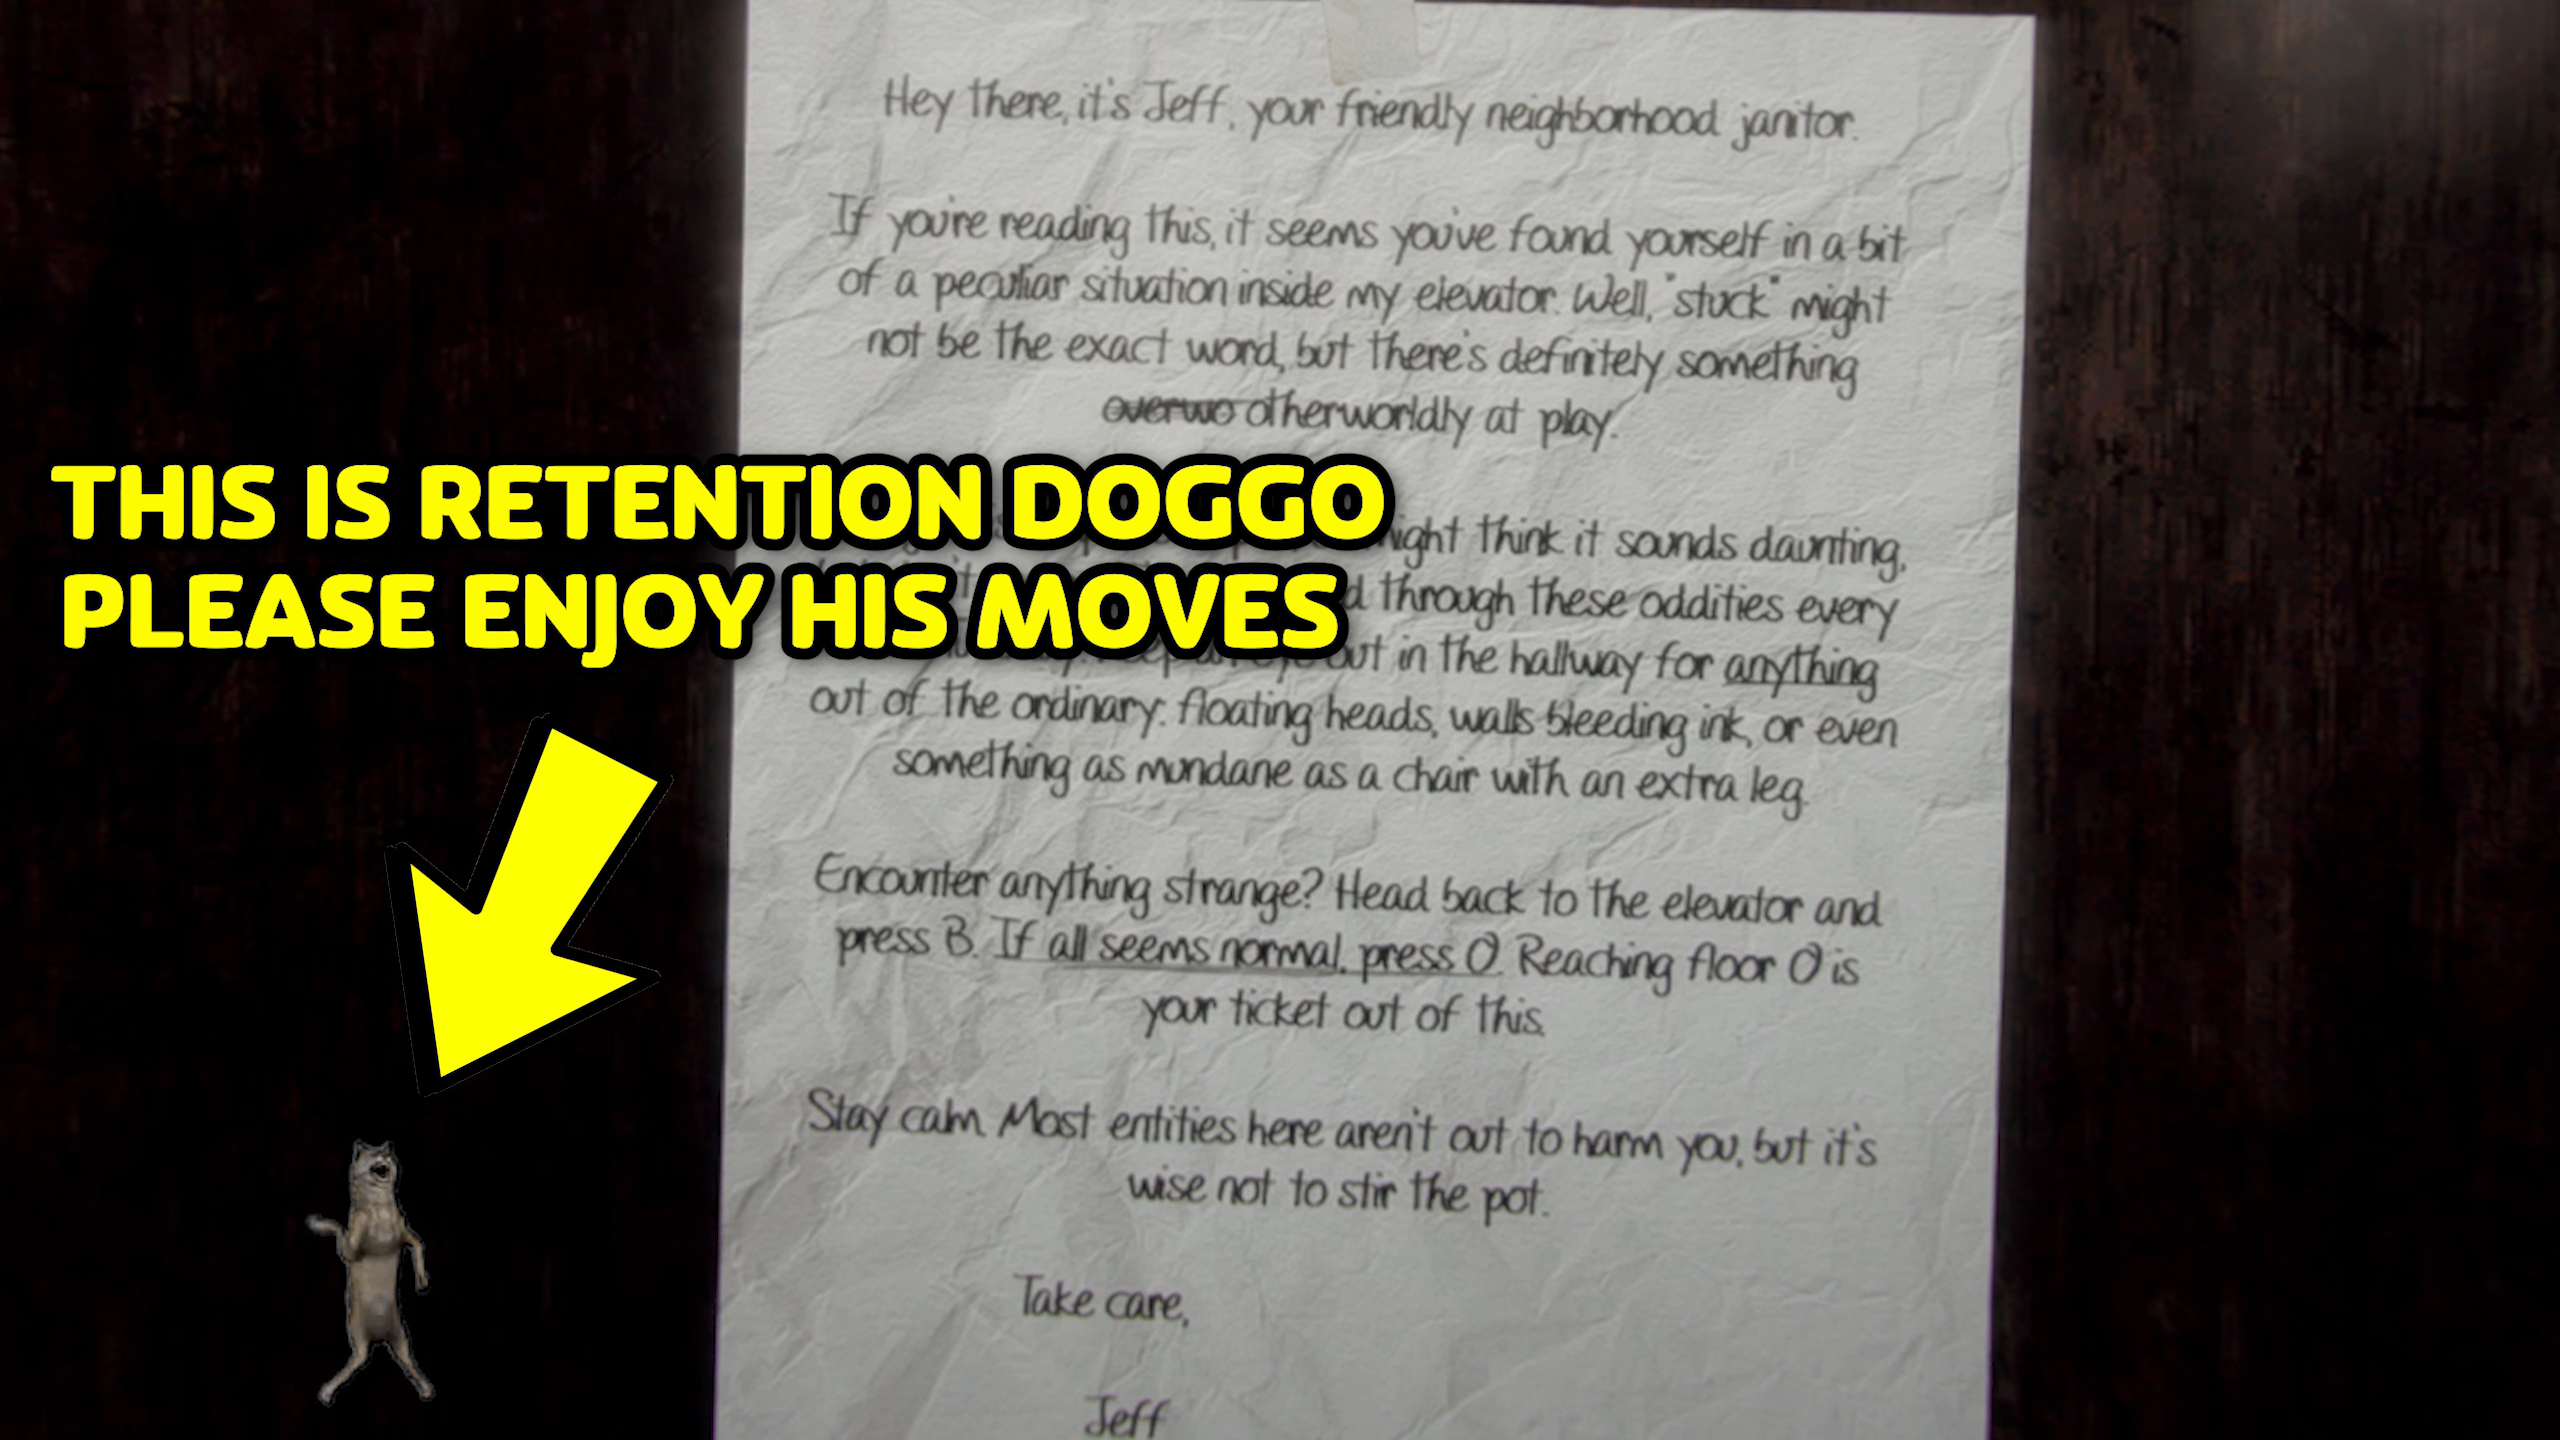 Hey there, it's Jeff, your friendly neighborhood janitor.
If you're reading this, it seems you've found yourself in a bit
of a peculiar situation inside my elevator. Well, "stuck" might
not be the exact word, but there's definitely something
overwo otherworldly at play.
THIS IS RETENTION DOGGO
PLEASE ENJOY HIS MOVES
think it sounds daunting,
through these oddities every
in the hallway for anything
out of the ordinary: floating heads, walls bleeding ink, or even
something as mundane as a chair with an extra leg.
Encounter anything strange? Head back to the elevator and
press B. If all seems normal, press 0. Reaching floor 0 is
your ticket out of this.
Stay calm. Most entities here aren't out to harm you, but it's
wise not to stir the pot.
Take care,
Jeff